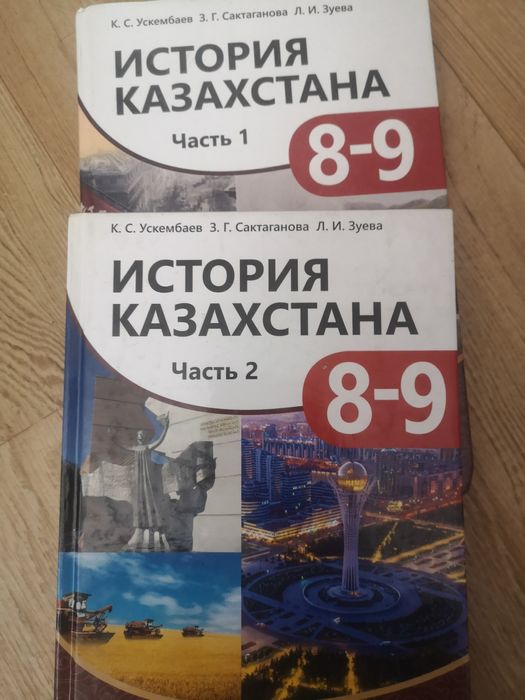 К. С. Ускембаев З. Г. Сактаганова Л. И. Зуева
ИСТОРИЯ
КАЗАХСТАНА
Часть 1
8-9
К. С. Ускембаев З. Г. Сактаганова Л. И. Зуева
ИСТОРИЯ
КАЗАХСТАНА
Часть 2
8-9